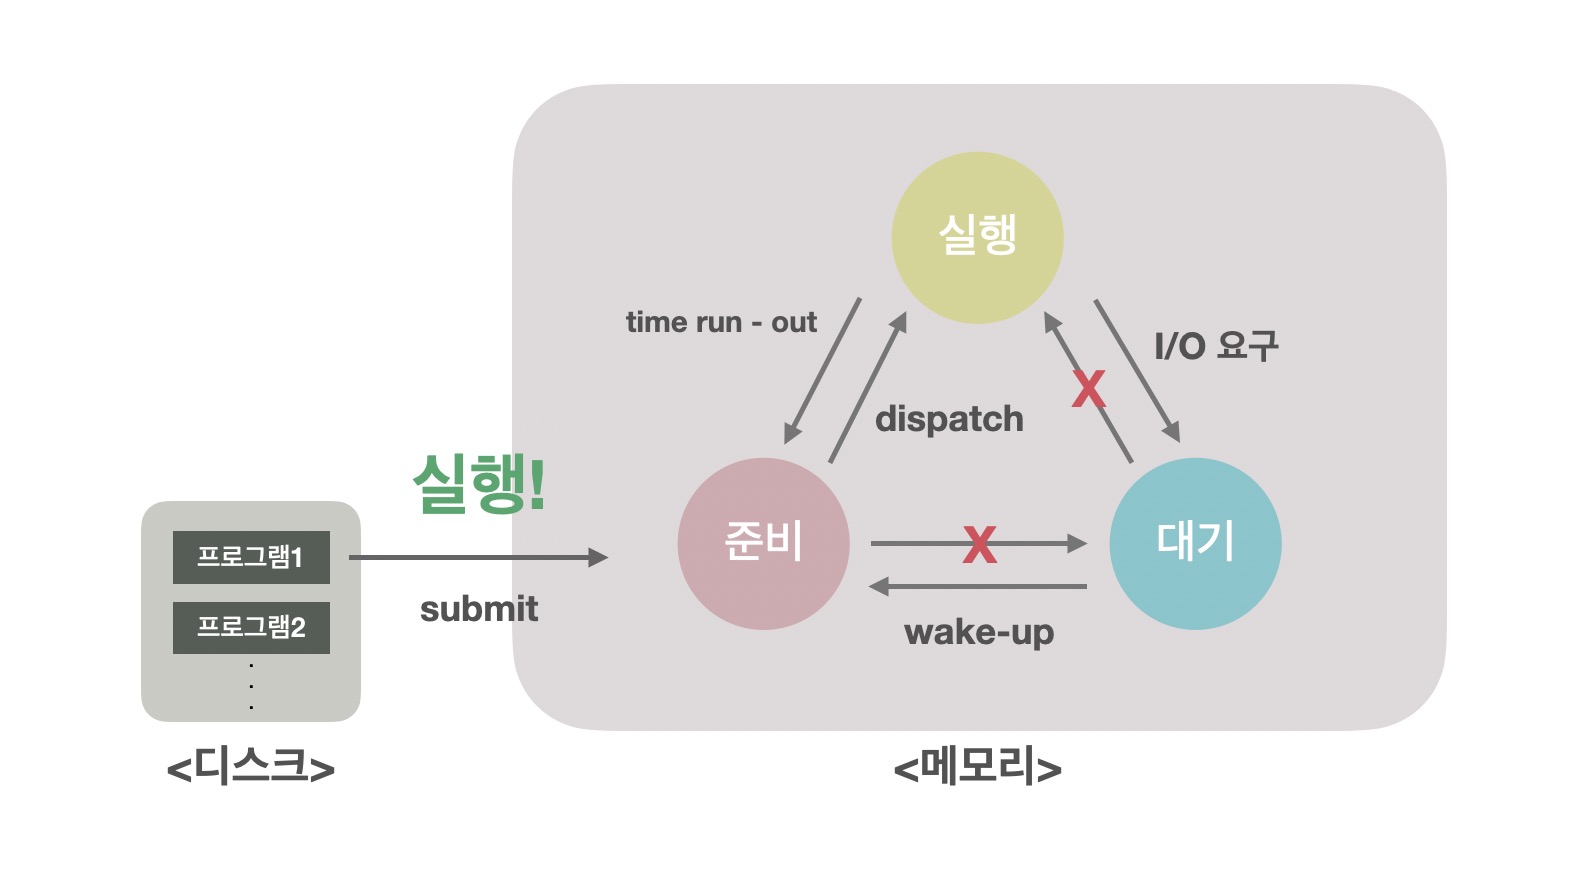 실행
time run - out
I/O 요구
X
dispatch
실행!
준비
X
대기
프로그램1
submit
프로그램2
wake-up
.
.
.
<디스크>
<메모리>